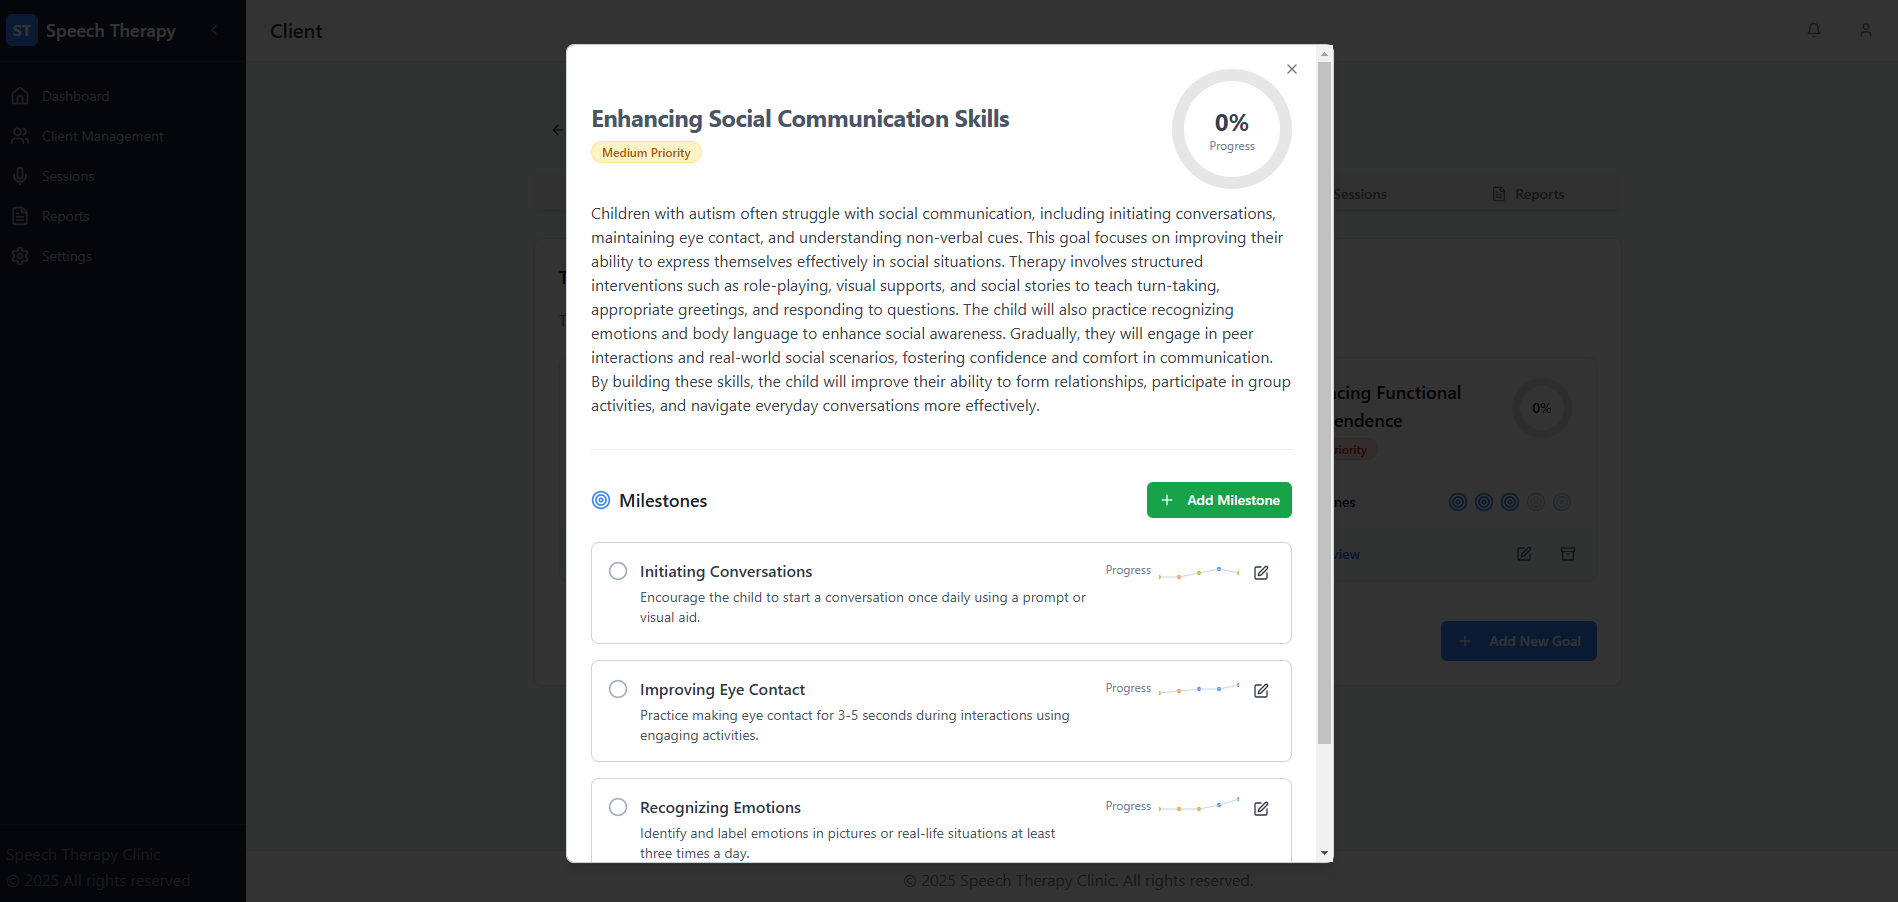 ST Speech Therapy
Client
Dashboard
Client Management
Sessions
Reports
Settings
Speech Therapy Clinic
© 2025 All rights reserved
Enhancing Social Communication Skills
Medium Priority
0%
Progress
Children with autism often struggle with social communication, including initiating conversations,
maintaining eye contact, and understanding non-verbal cues. This goal focuses on improving their
ability to express themselves effectively in social situations. Therapy involves structured
interventions such as role-playing, visual supports, and social stories to teach turn-taking,
appropriate greetings, and responding to questions. The child will also practice recognizing
emotions and body language to enhance social awareness. Gradually, they will engage in peer
interactions and real-world social scenarios, fostering confidence and comfort in communication.
By building these skills, the child will improve their ability to form relationships, participate in group
activities, and navigate everyday conversations more effectively.
Milestones
Add Milestone
Initiating Conversations
Progress
Encourage the child to start a conversation once daily using a prompt or
visual aid.
Improving Eye Contact
Progress
Practice making eye contact for 3-5 seconds during interactions using
engaging activities.
Recognizing Emotions
Progress
Identify and label emotions in pictures or real-life situations at least
three times a day.
Sessions
Reports
Functional
0%
Add New Goal
© 2025 Speech Therapy Clinic. All rights reserved.